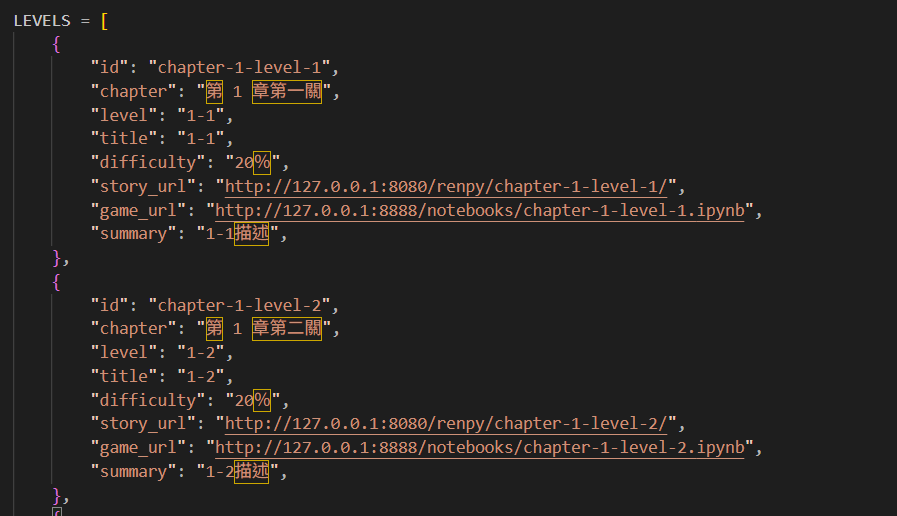 LEVELS = [
{
"id": "chapter-1-level-1",
"chapter": "第 1 章第一關",
"level": "1-1",
"title": "1-1",
"difficulty": "20％",
"story_url": "http://127.0.0.1:8080/renpy/chapter-1-level-1/",
"game_url": "http://127.0.0.1:8888/notebooks/chapter-1-level-1.ipynb",
"summary": "1-1描述",
},
{
"id": "chapter-1-level-2",
"chapter": "第 1 章第二關",
"level": "1-2",
"title": "1-2",
"difficulty": "20％",
"story_url": "http://127.0.0.1:8080/renpy/chapter-1-level-2/",
"game_url": "http://127.0.0.1:8888/notebooks/chapter-1-level-2.ipynb",
"summary": "1-2描述",
},
{